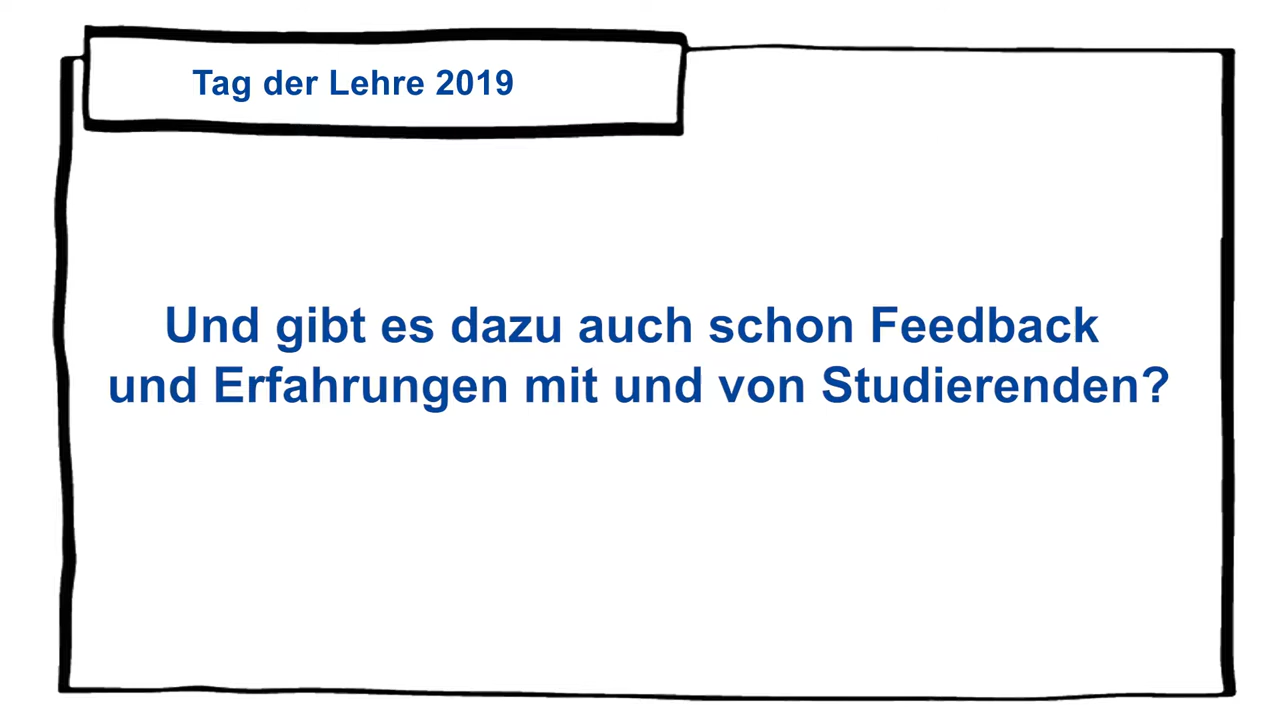 Tag der Lehre 2019
Und gibt es dazu auch schon Feedback
und Erfahrungen mit und von Studierenden?